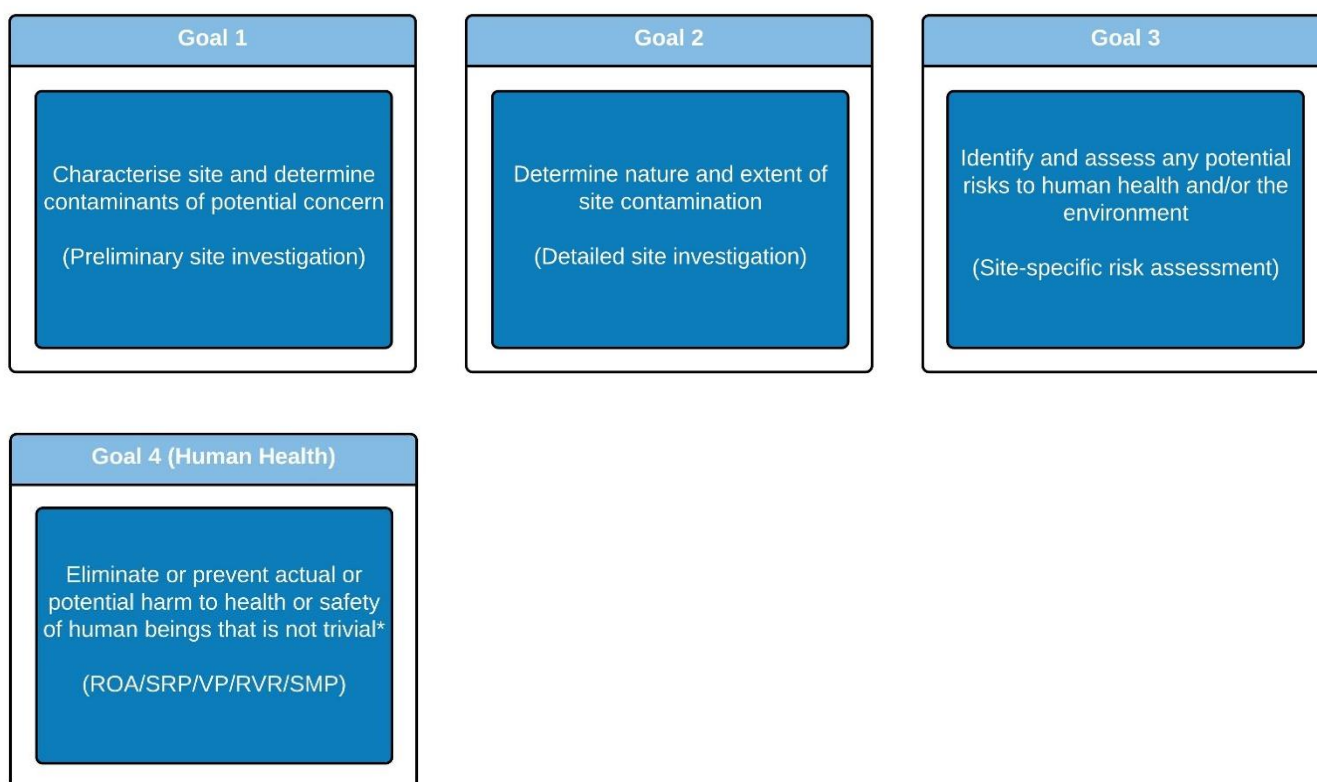 Goal 1
Characterise site and determine
contaminants of potential concern
(Preliminary site investigation)
Goal 2
Determine nature and extent of
site contamination
(Detailed site investigation)
Goal 3
Identify and assess any potential
risks to human health and/or the
environment
(Site-specific risk assessment)
Goal 4 (Human Health)
Eliminate or prevent actual or
potential harm to health or safety
of human beings that is not trivial*
(ROA/SRP/VP/RVR/SMP)